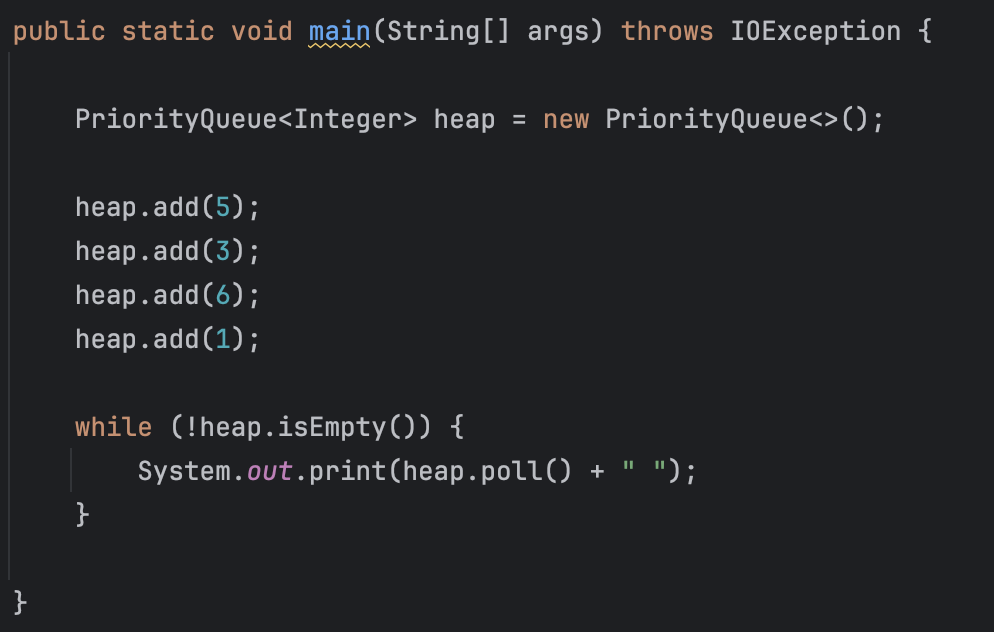 public static void main(String[] args) throws IOException {
PriorityQueue<Integer> heap = new PriorityQueue<>();
heap.add(5);
heap.add(3);
heap.add(6);
heap.add(1);
while (!heap.isEmpty()) {
System.out.print(heap.poll() + " ");
}
}